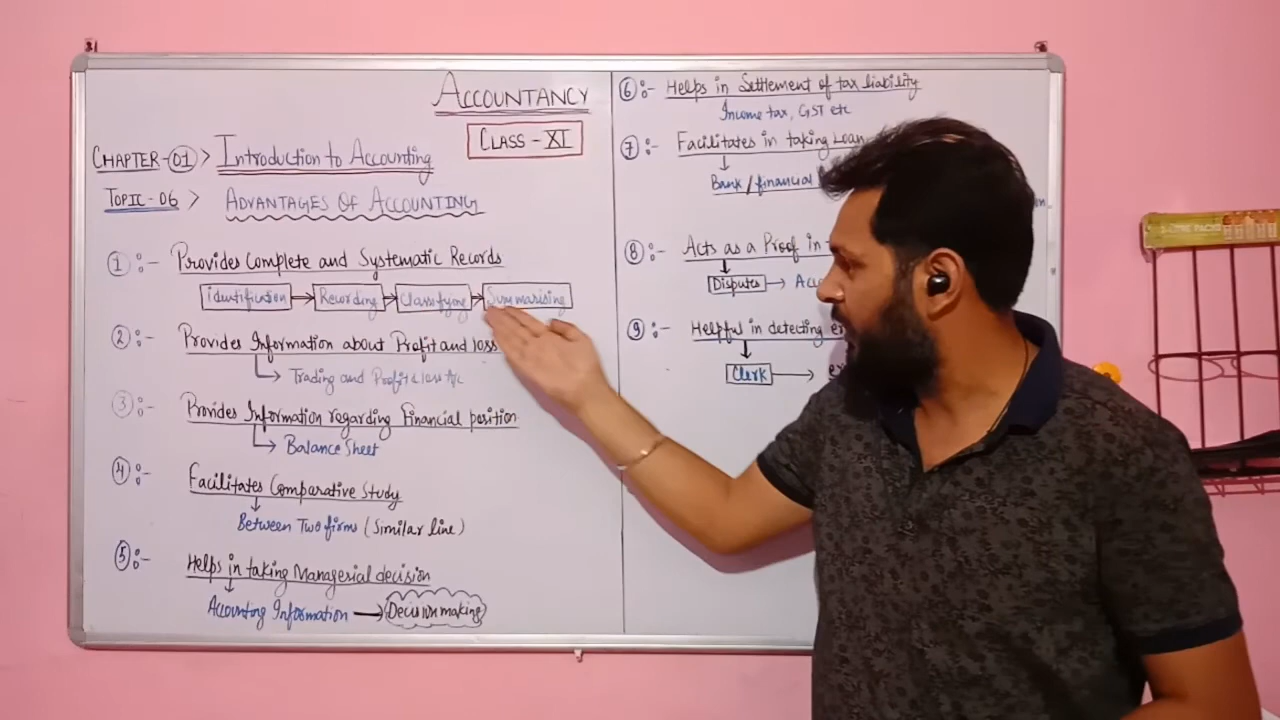 ACCOUNTANCY
CLASS - XI
CHAPTER - 01 > Introduction to Accounting
TOPIC - 06 > ADVANTAGES OF ACCOUNTING
① :- Provides Complete and Systematic Records
Identification → Recording → Classifying → Summarising
② :- Provides Information about Profit and loss
Trading and Profit & loss A/c
③ :- Provides Information regarding Financial position
Balance Sheet
④ :- Facilitates Comparative Study
Between Two firms (Similar line)
⑤ :- Helps in taking Managerial decision
Accounting Information → Decision making
⑥ :- Helps in Settlement of tax liability
Income tax, GST etc
⑦ :- Facilitates in taking Loan
Bank / financial
⑧ :- Acts as a Proof in
Disputes →
⑨ :- Helpful in detecting
Clerk →